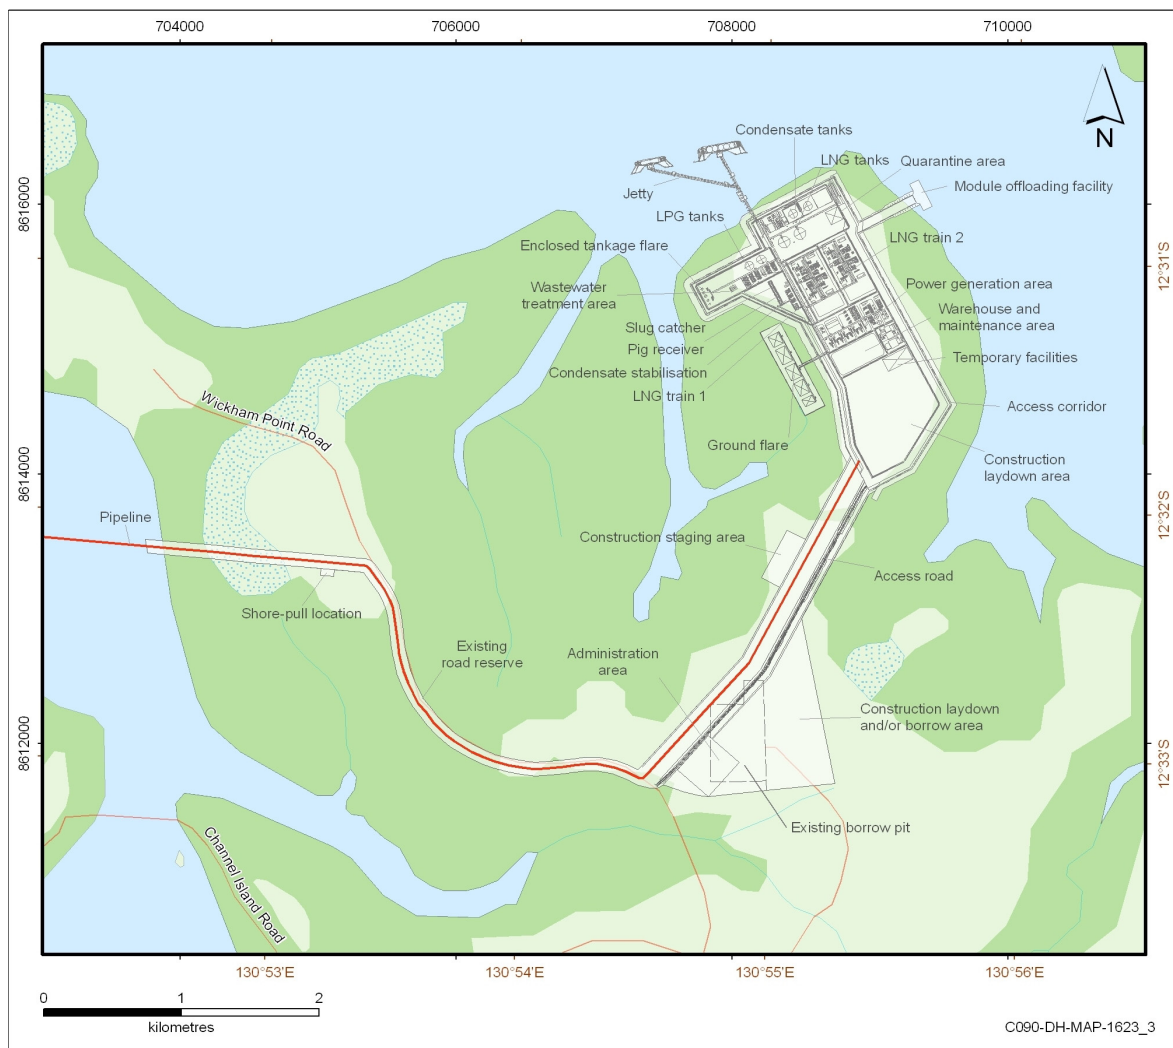 704000
706000
708000
710000
N
Condensate tanks
LNG tanks
Quarantine area
Module offloading facility
Jetty
8616000
LPG tanks
LNG train 2
Enclosed tankage flare
12°31'S
Power generation area
Wastewater
treatment area
Warehouse and
maintenance area
Slug catcher
Pig receiver
Temporary facilities
Condensate stabilisation
LNG train 1
Wickham Point Road
Access corridor
Ground flare
8614000
Construction
laydown area
12°32'S
Pipeline
Construction staging area
Access road
Shore-pull location
Existing
road reserve
Administration
area
Construction laydown
and/or borrow area
8612000
12°33'S
Existing borrow pit
Channel Island Road
130°53'E
130°54'E
130°55'E
130°56'E
0
1
2
kilometres
C090-DH-MAP-1623_3